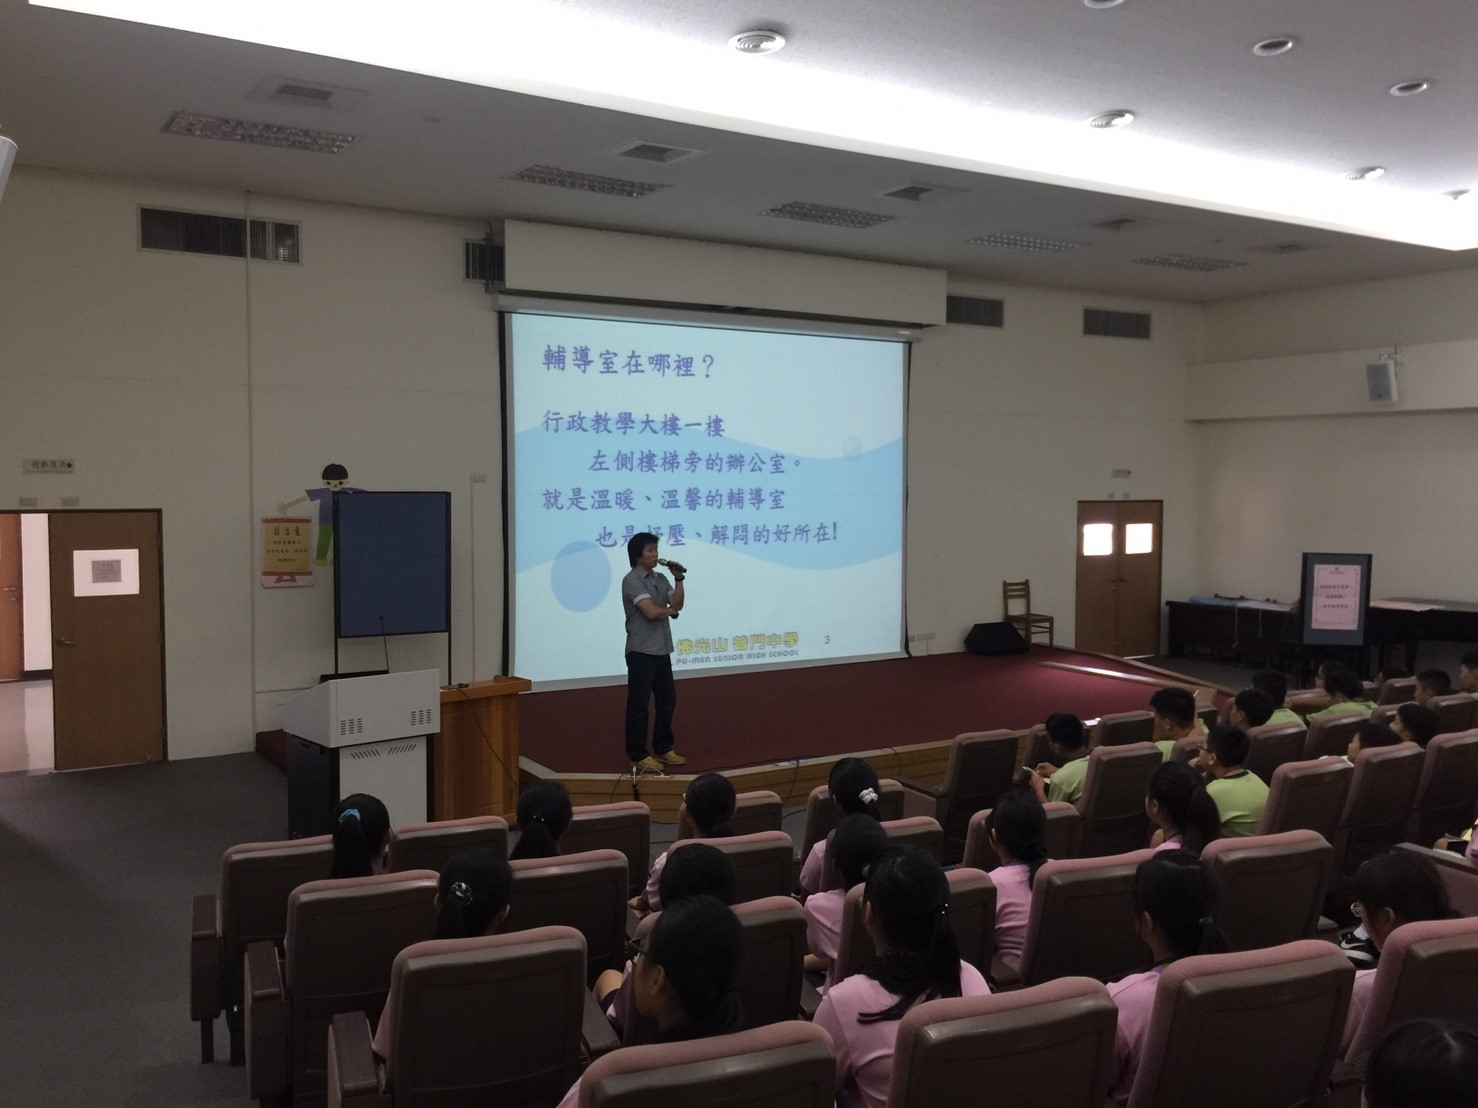 輔導室在哪裡？
行政教學大樓一樓
左側樓梯旁的辦公室。
就是溫暖、溫馨的輔導室
也是抒壓、解悶的好所在!
佛光山 普門中學
PU-MEN SENIOR HIGH SCHOOL
3